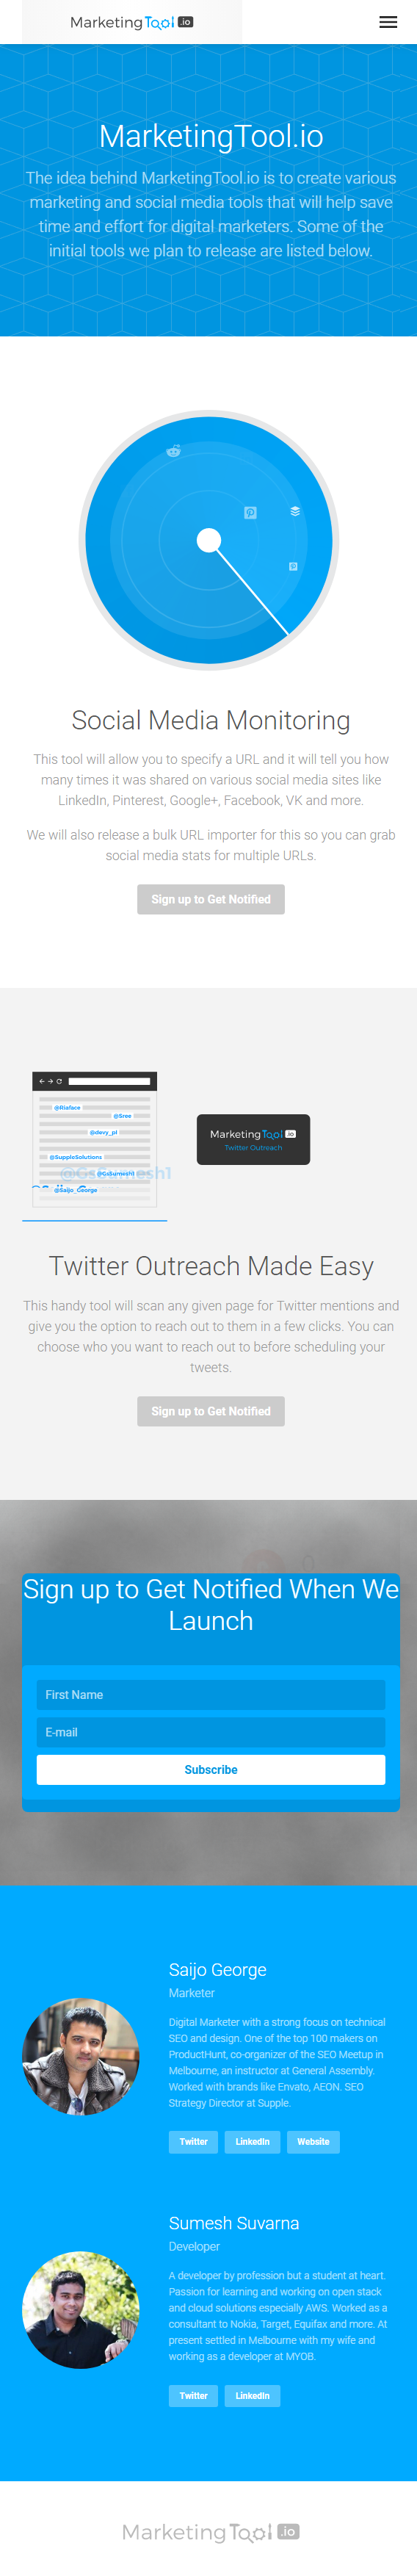 MarketingTool.io
MarketingTool.io
The idea behind MarketingTool.io is to create various
marketing and social media tools that will help save
time and effort for digital marketers. Some of the
initial tools we plan to release are listed below.
Social Media Monitoring
This tool will allow you to specify a URL and it will tell you how
many times it was shared on various social media sites like
LinkedIn, Pinterest, Google+, Facebook, VK and more.
We will also release a bulk URL importer for this so you can grab
social media stats for multiple URLs.
Sign up to Get Notified
@Riaface
@Sree
@devy_pl
@SuppleSolutions
@GsSumesh1
@GsSumesh1
@Saijo_George
MarketingTool.io
Twitter Outreach
Twitter Outreach Made Easy
This handy tool will scan any given page for Twitter mentions and
give you the option to reach out to them in a few clicks. You can
choose who you want to reach out to before scheduling your
tweets.
Sign up to Get Notified
Sign up to Get Notified When We
Launch
First Name
E-mail
Subscribe
Saijo George
Marketer
Digital Marketer with a strong focus on technical
SEO and design. One of the top 100 makers on
ProductHunt, co-organizer of the SEO Meetup in
Melbourne, an instructor at General Assembly.
Worked with brands like Envato, AEON. SEO
Strategy Director at Supple.
Twitter LinkedIn Website
Sumesh Suvarna
Developer
A developer by profession but a student at heart.
Passion for learning and working on open stack
and cloud solutions especially AWS. Worked as a
consultant to Nokia, Target, Equifax and more. At
present settled in Melbourne with my wife and
working as a developer at MYOB.
Twitter LinkedIn
MarketingTool.io